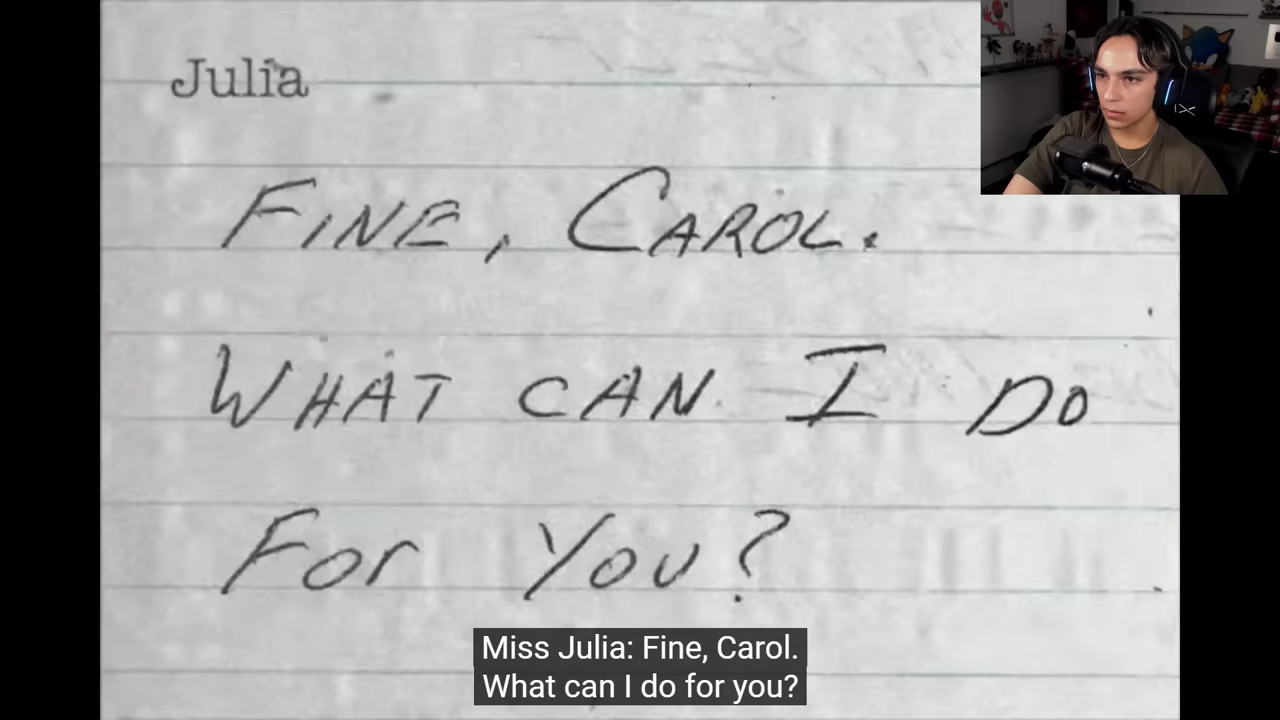 Julia
FINE, CAROL.
WHAT CAN I DO
FOR YOU?
Miss Julia: Fine, Carol.
What can I do for you?